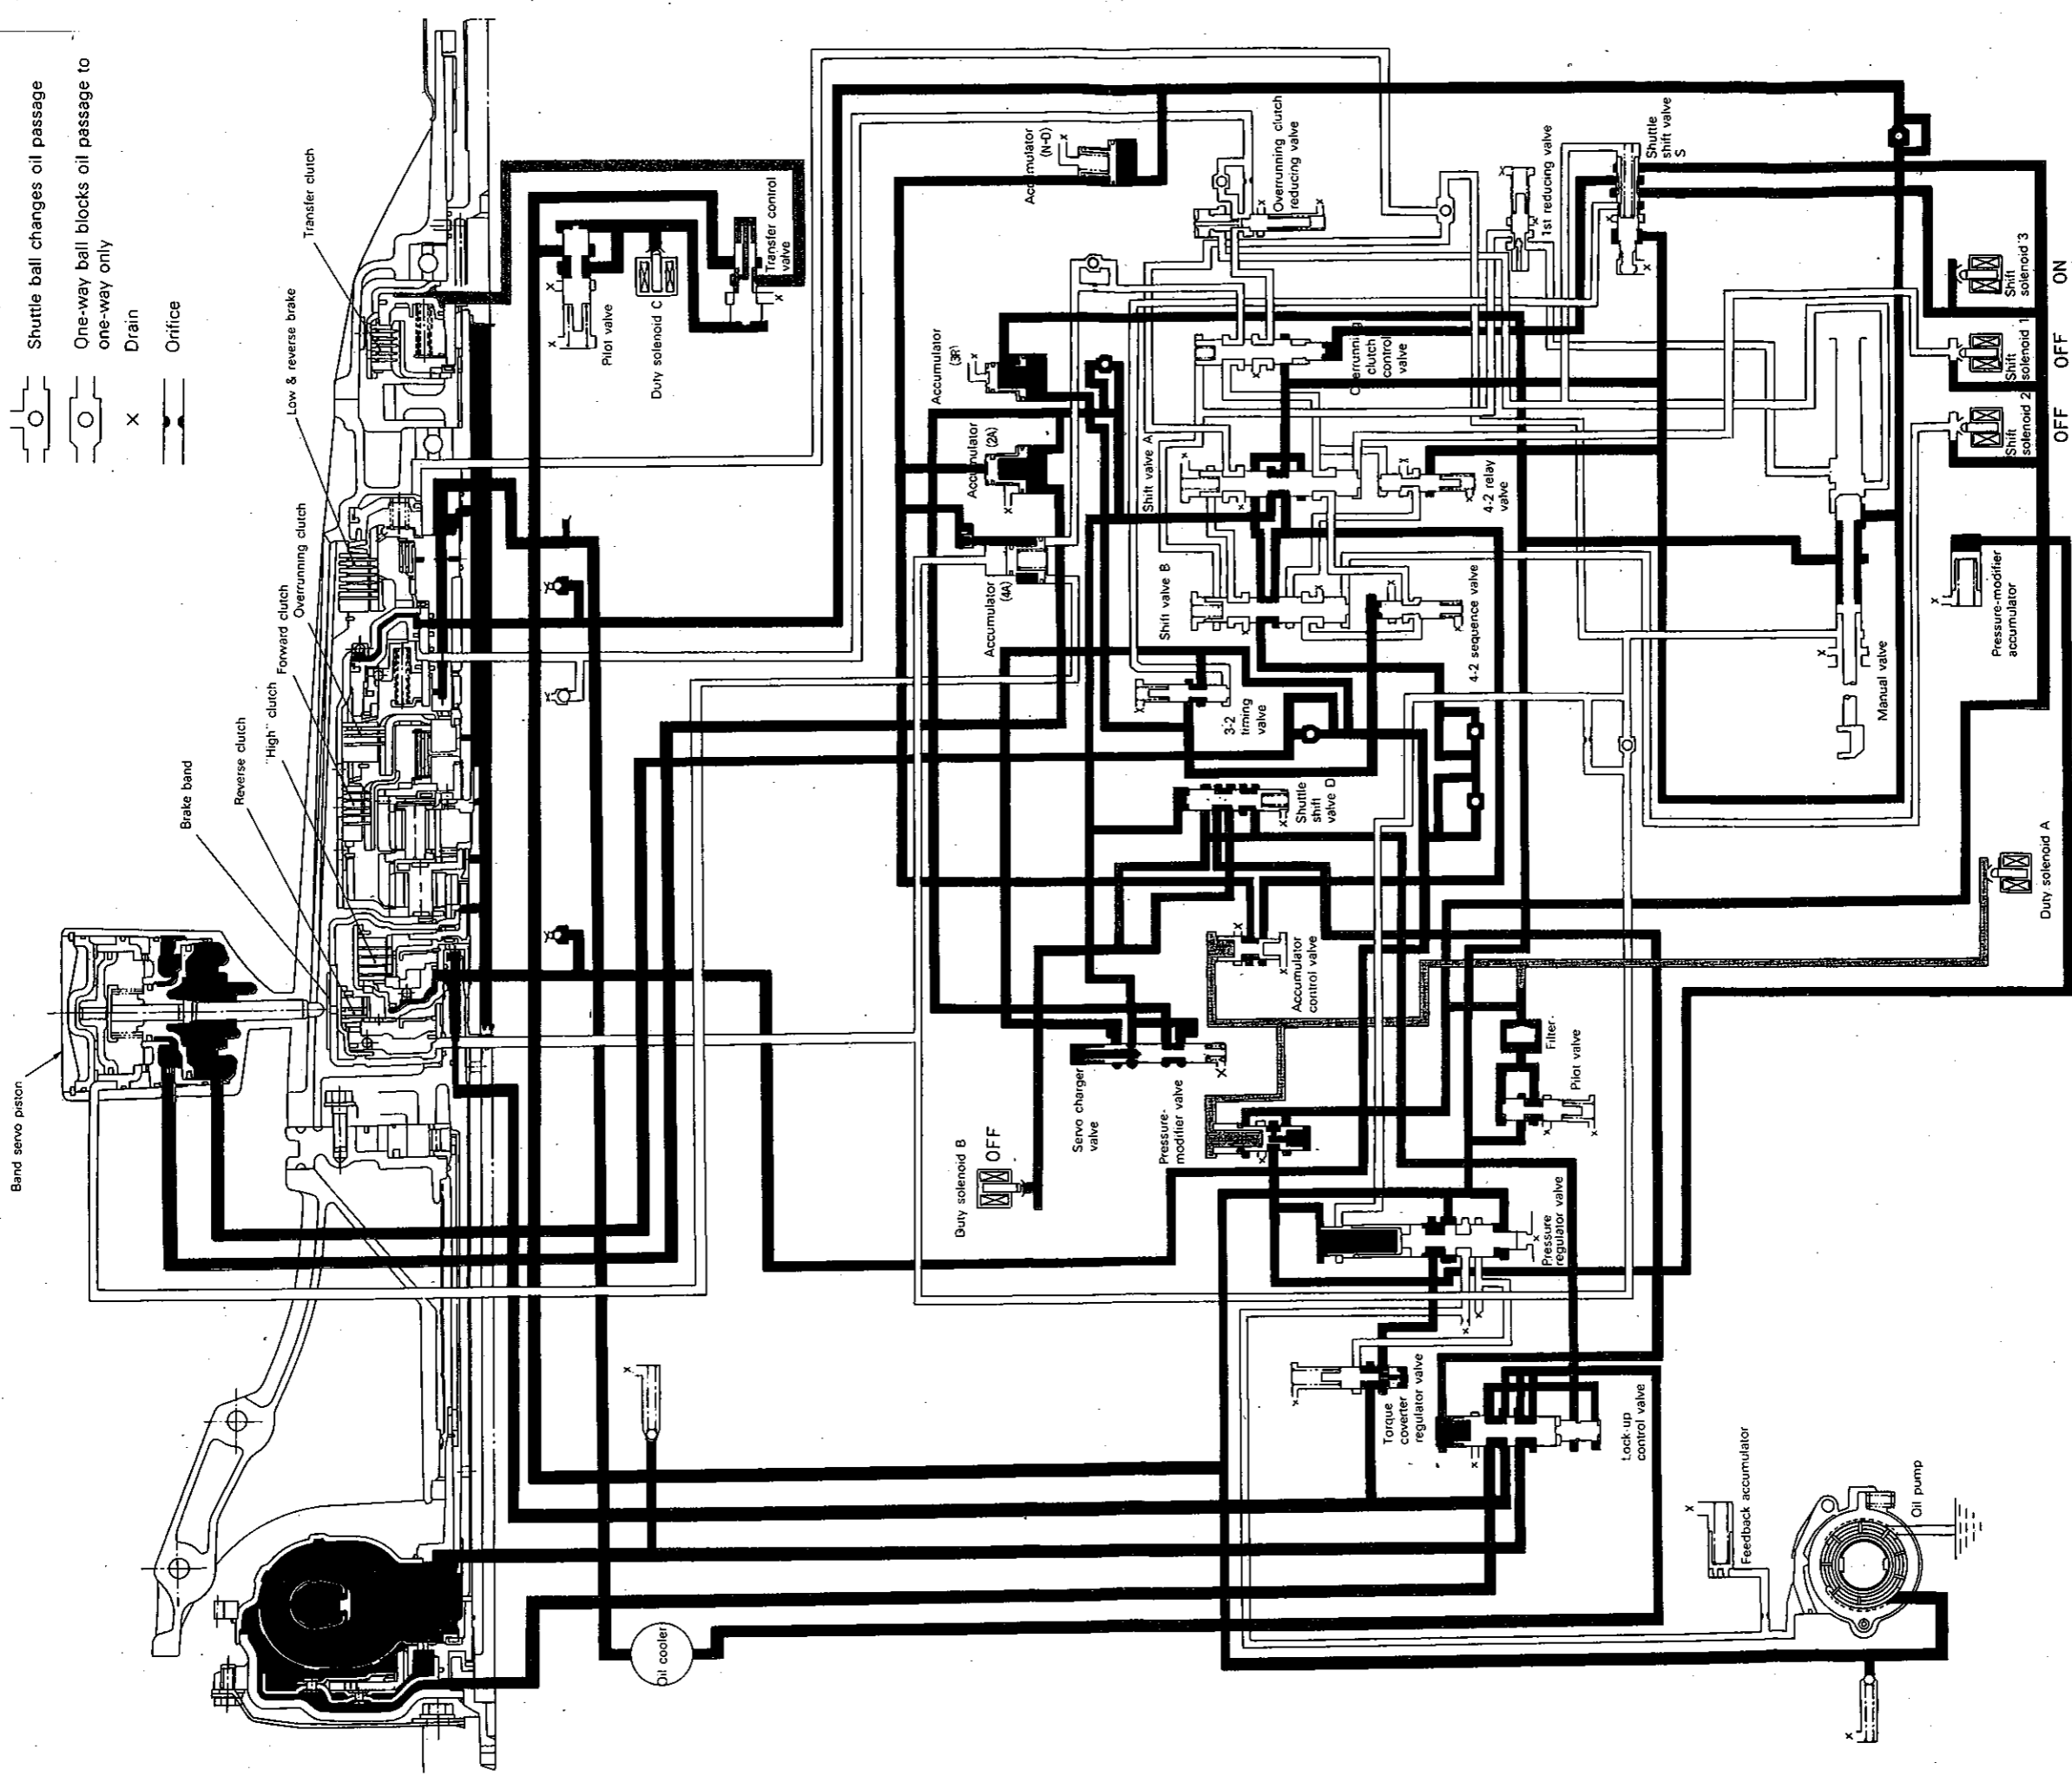 Shuttle ball changes oil passage
One-way ball blocks oil passage to
one-way only
x
Drain
Orifice
Transfer clutch
Low & reverse brake
Overrunning clutch
Forward clutch
"High" clutch
Reverse clutch
Brake band
Band servo piston
Pilot valve
Duty solenoid C
Transfer control
valve
Accumulator
(N-D)
Overrunning clutch
reducing valve
1st reducing valve
Shuttle
shift valve
S
Shift
solenoid 3
ON
Shift
solenoid 1
OFF
Shift
solenoid 2
OFF
Accumulator
(3R)
Accumulator
(2A)
Accumulator
(4A)
Overrunning
clutch
control
valve
Shift valve A
4-2 relay
valve
Shift valve B
4-2 sequence valve
3-2
timing
valve
Shuttle
shift
valve D
Manual valve
Pressure-modifier
accumulator
Duty solenoid A
Accumulator
control valve
Servo charger
valve
Pressure-
modifier valve
Filter
Pilot valve
Duty solenoid B
OFF
Pressure
regulator valve
Torque
coverter
regulator valve
Lock-up
control valve
Feedback accumulator
Oil pump
Oil cooler